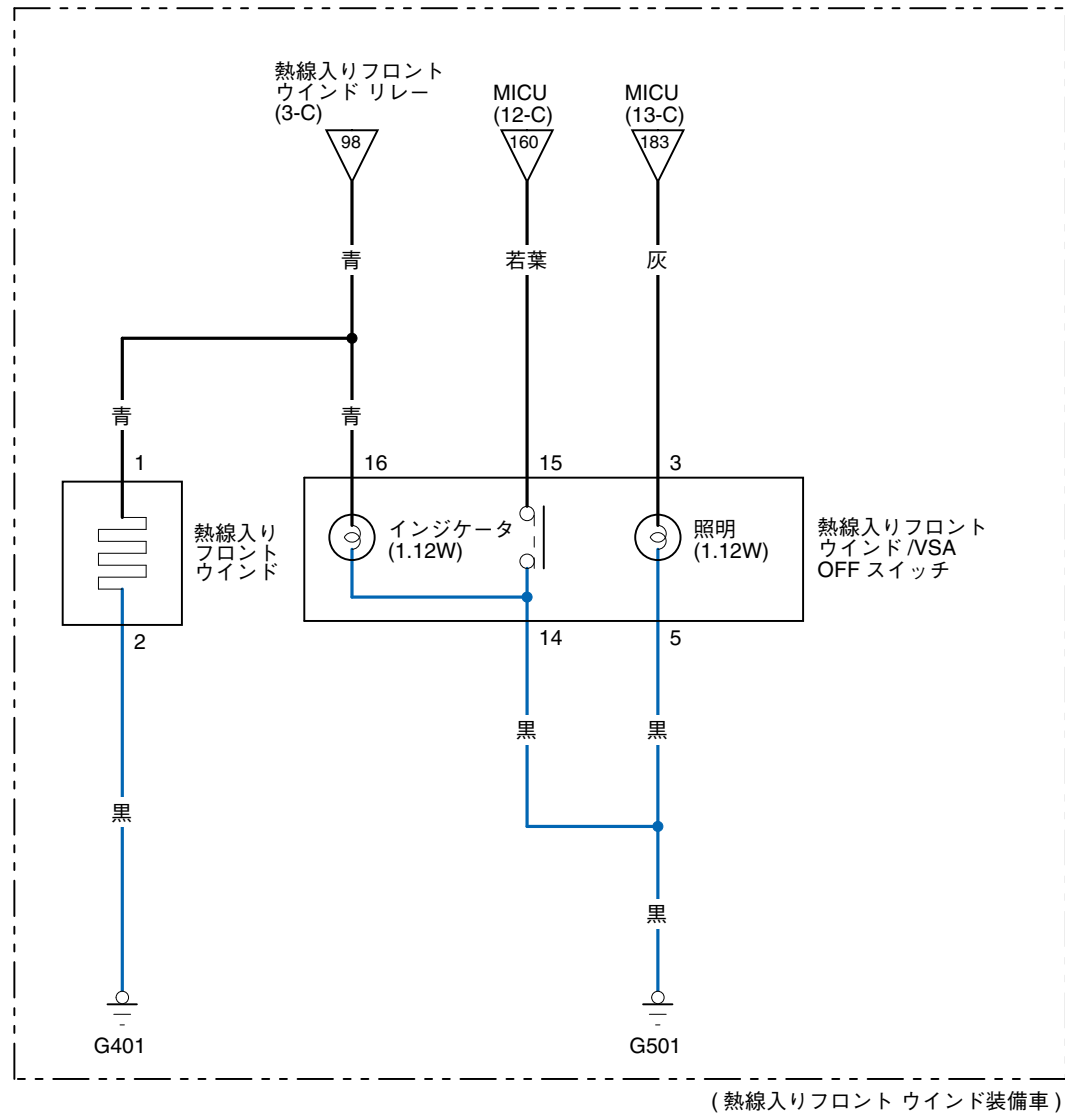 熱線入りフロント
ウインド リレー
(3-C)
MICU
(12-C)
MICU
(13-C)
98
160
183
青
若葉
灰
青
青
1
16
15
3
熱線入り
フロント
ウインド
インジケータ
(1.12W)
照明
(1.12W)
熱線入りフロント
ウインド /VSA
OFF スイッチ
2
14
5
黒
黒
黒
黒
G401
G501
( 熱線入りフロント ウインド装備車 )